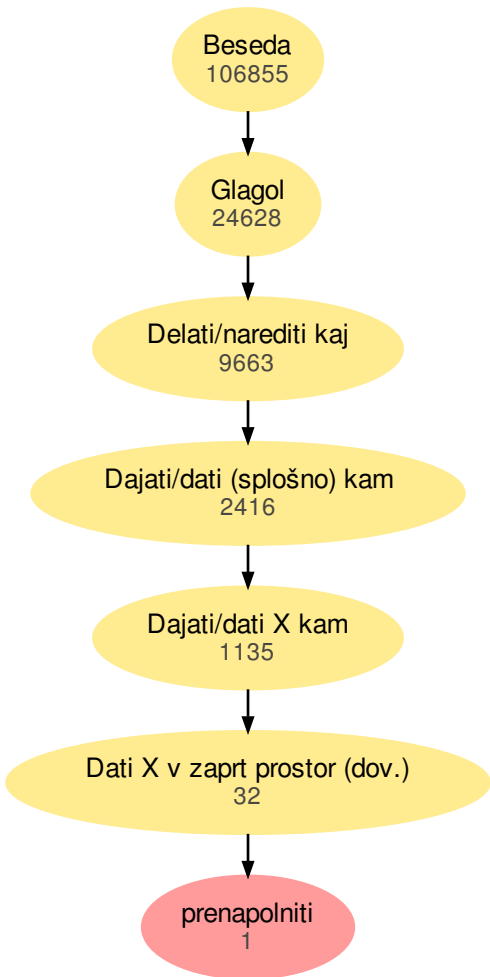 Beseda
106855
Glagol
24628
Delati/narediti kaj
9663
Dajati/dati (splošno) kam
2416
Dajati/dati X kam
1135
Dati X v zaprt prostor (dov.)
32
prenapolniti
1